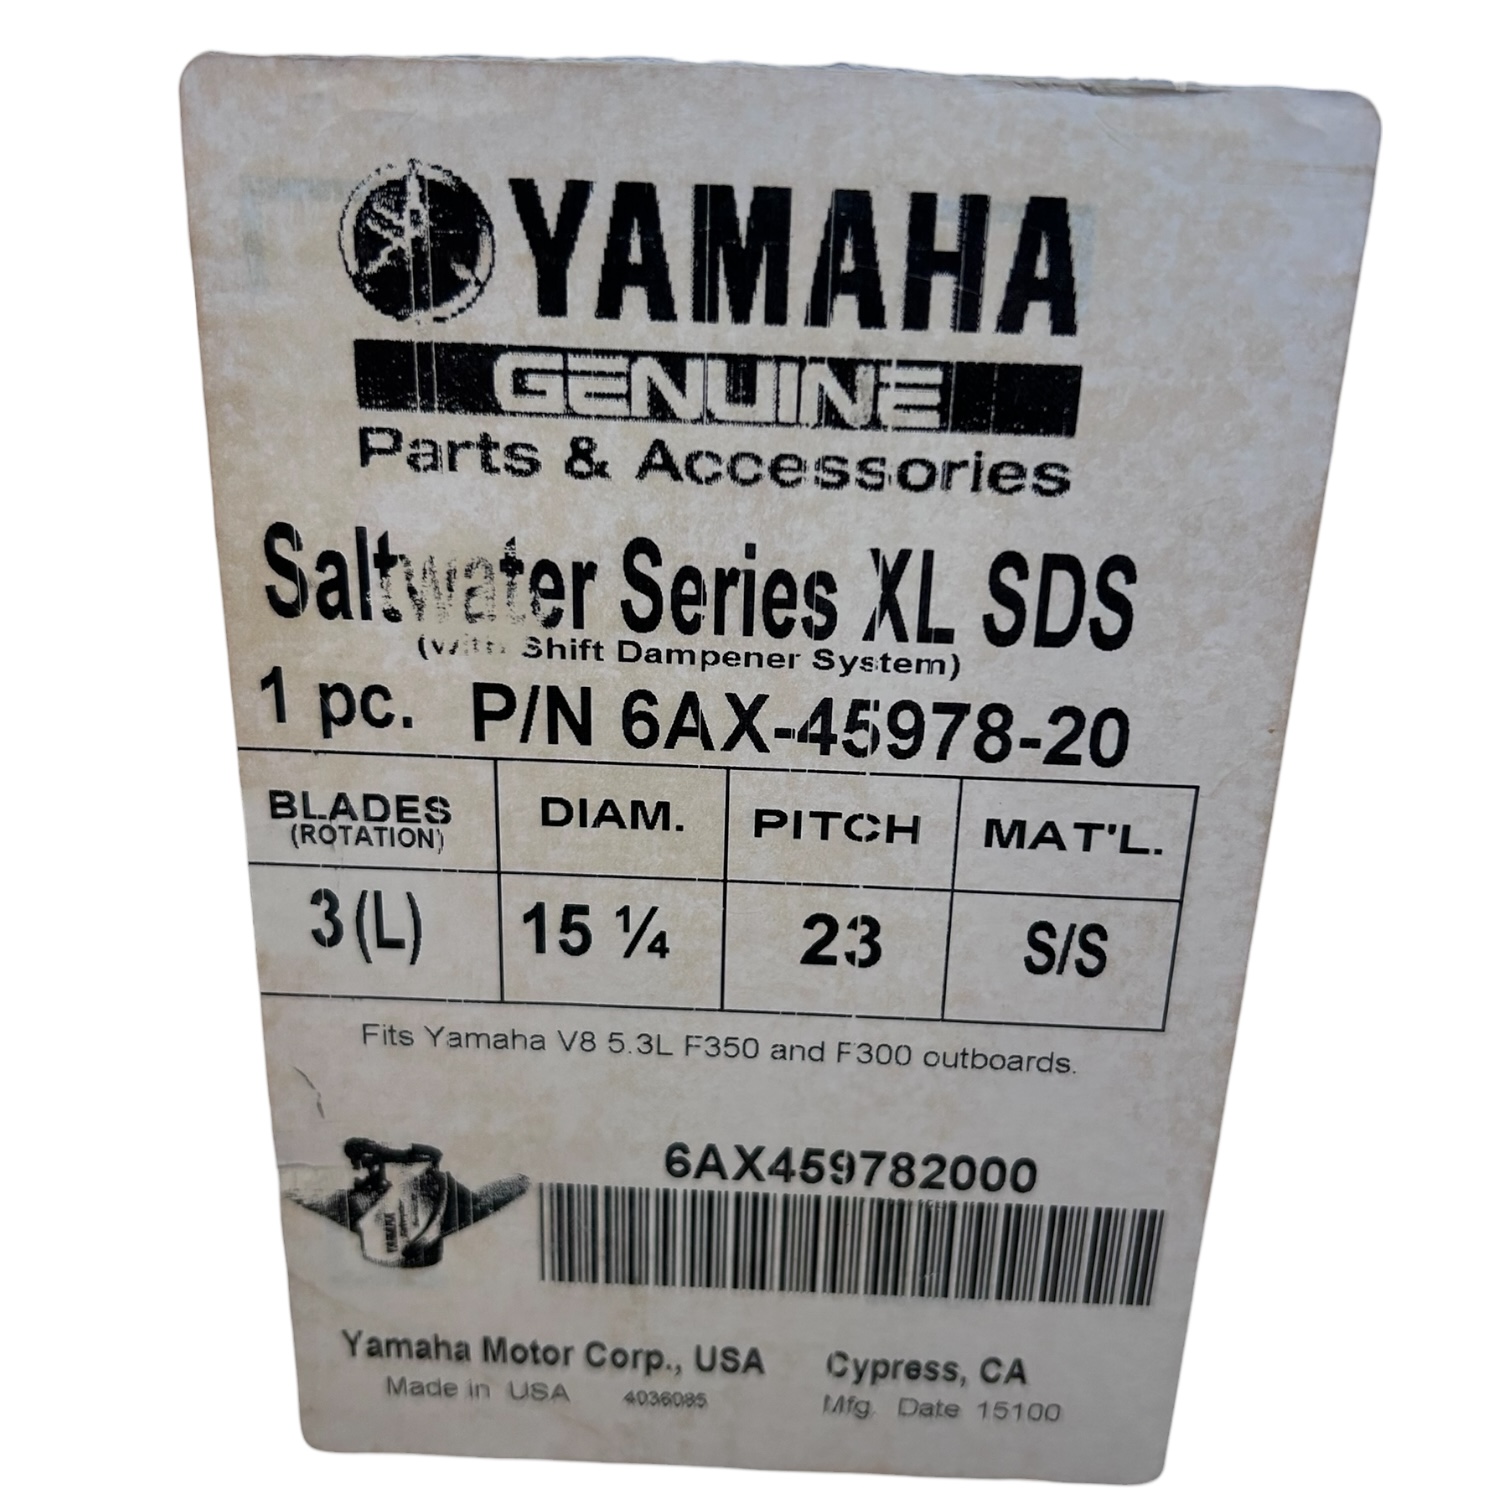 YAMAHA
GENUINE
Parts & Accessories
Saltwater Series XL SDS
(with Shift Dampener System)
1 pc. P/N 6AX-45978-20
BLADES DIAM. PITCH MAT'L.
(ROTATION)
3 (L) 15 ¼ 23 S/S
Fits Yamaha V8 5.3L F350 and F300 outboards.
6AX459782000
YAMAHA
Yamaha Motor Corp., USA Cypress, CA
Made in USA 4036085 Mfg. Date 15100